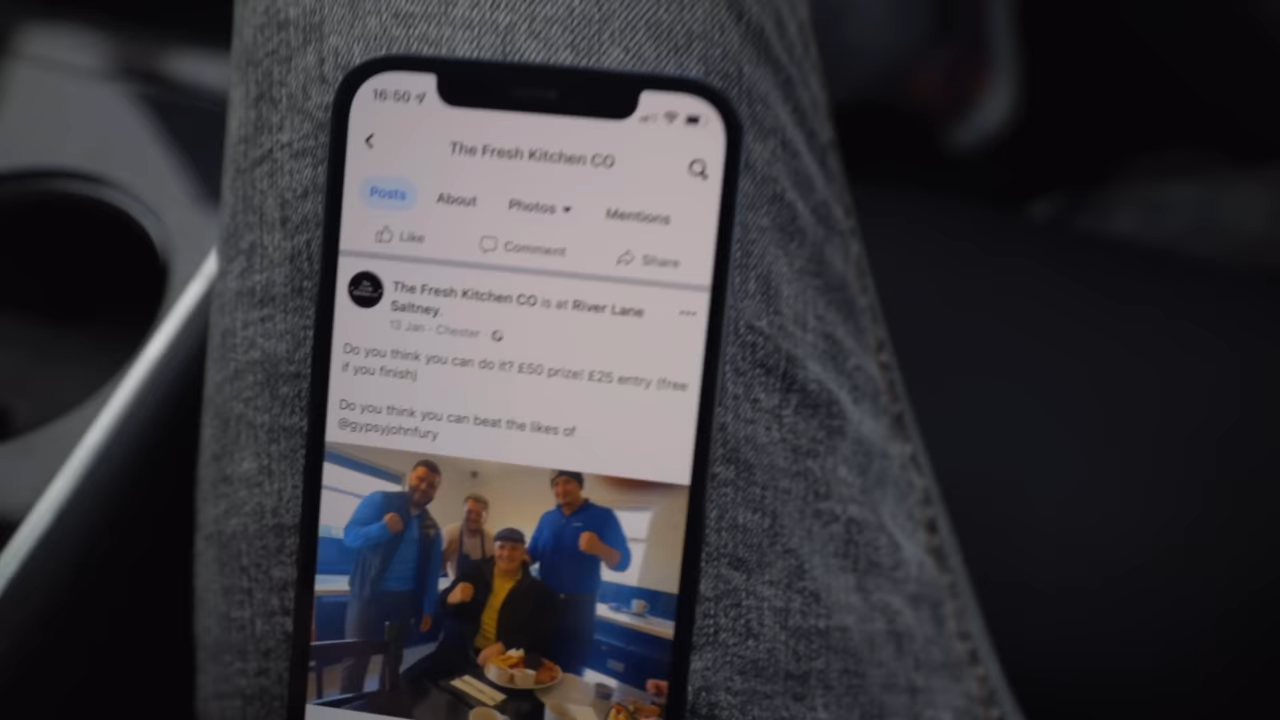 16:50
The Fresh Kitchen CO
Posts About Photos Mentions
Like Comment Share
The Fresh Kitchen CO is at River Lane
Saltney.
13 Jan · Chester
Do you think you can do it? £50 prize! £25 entry (free
if you finish)
Do you think you can beat the likes of
@gypsyjohnfury